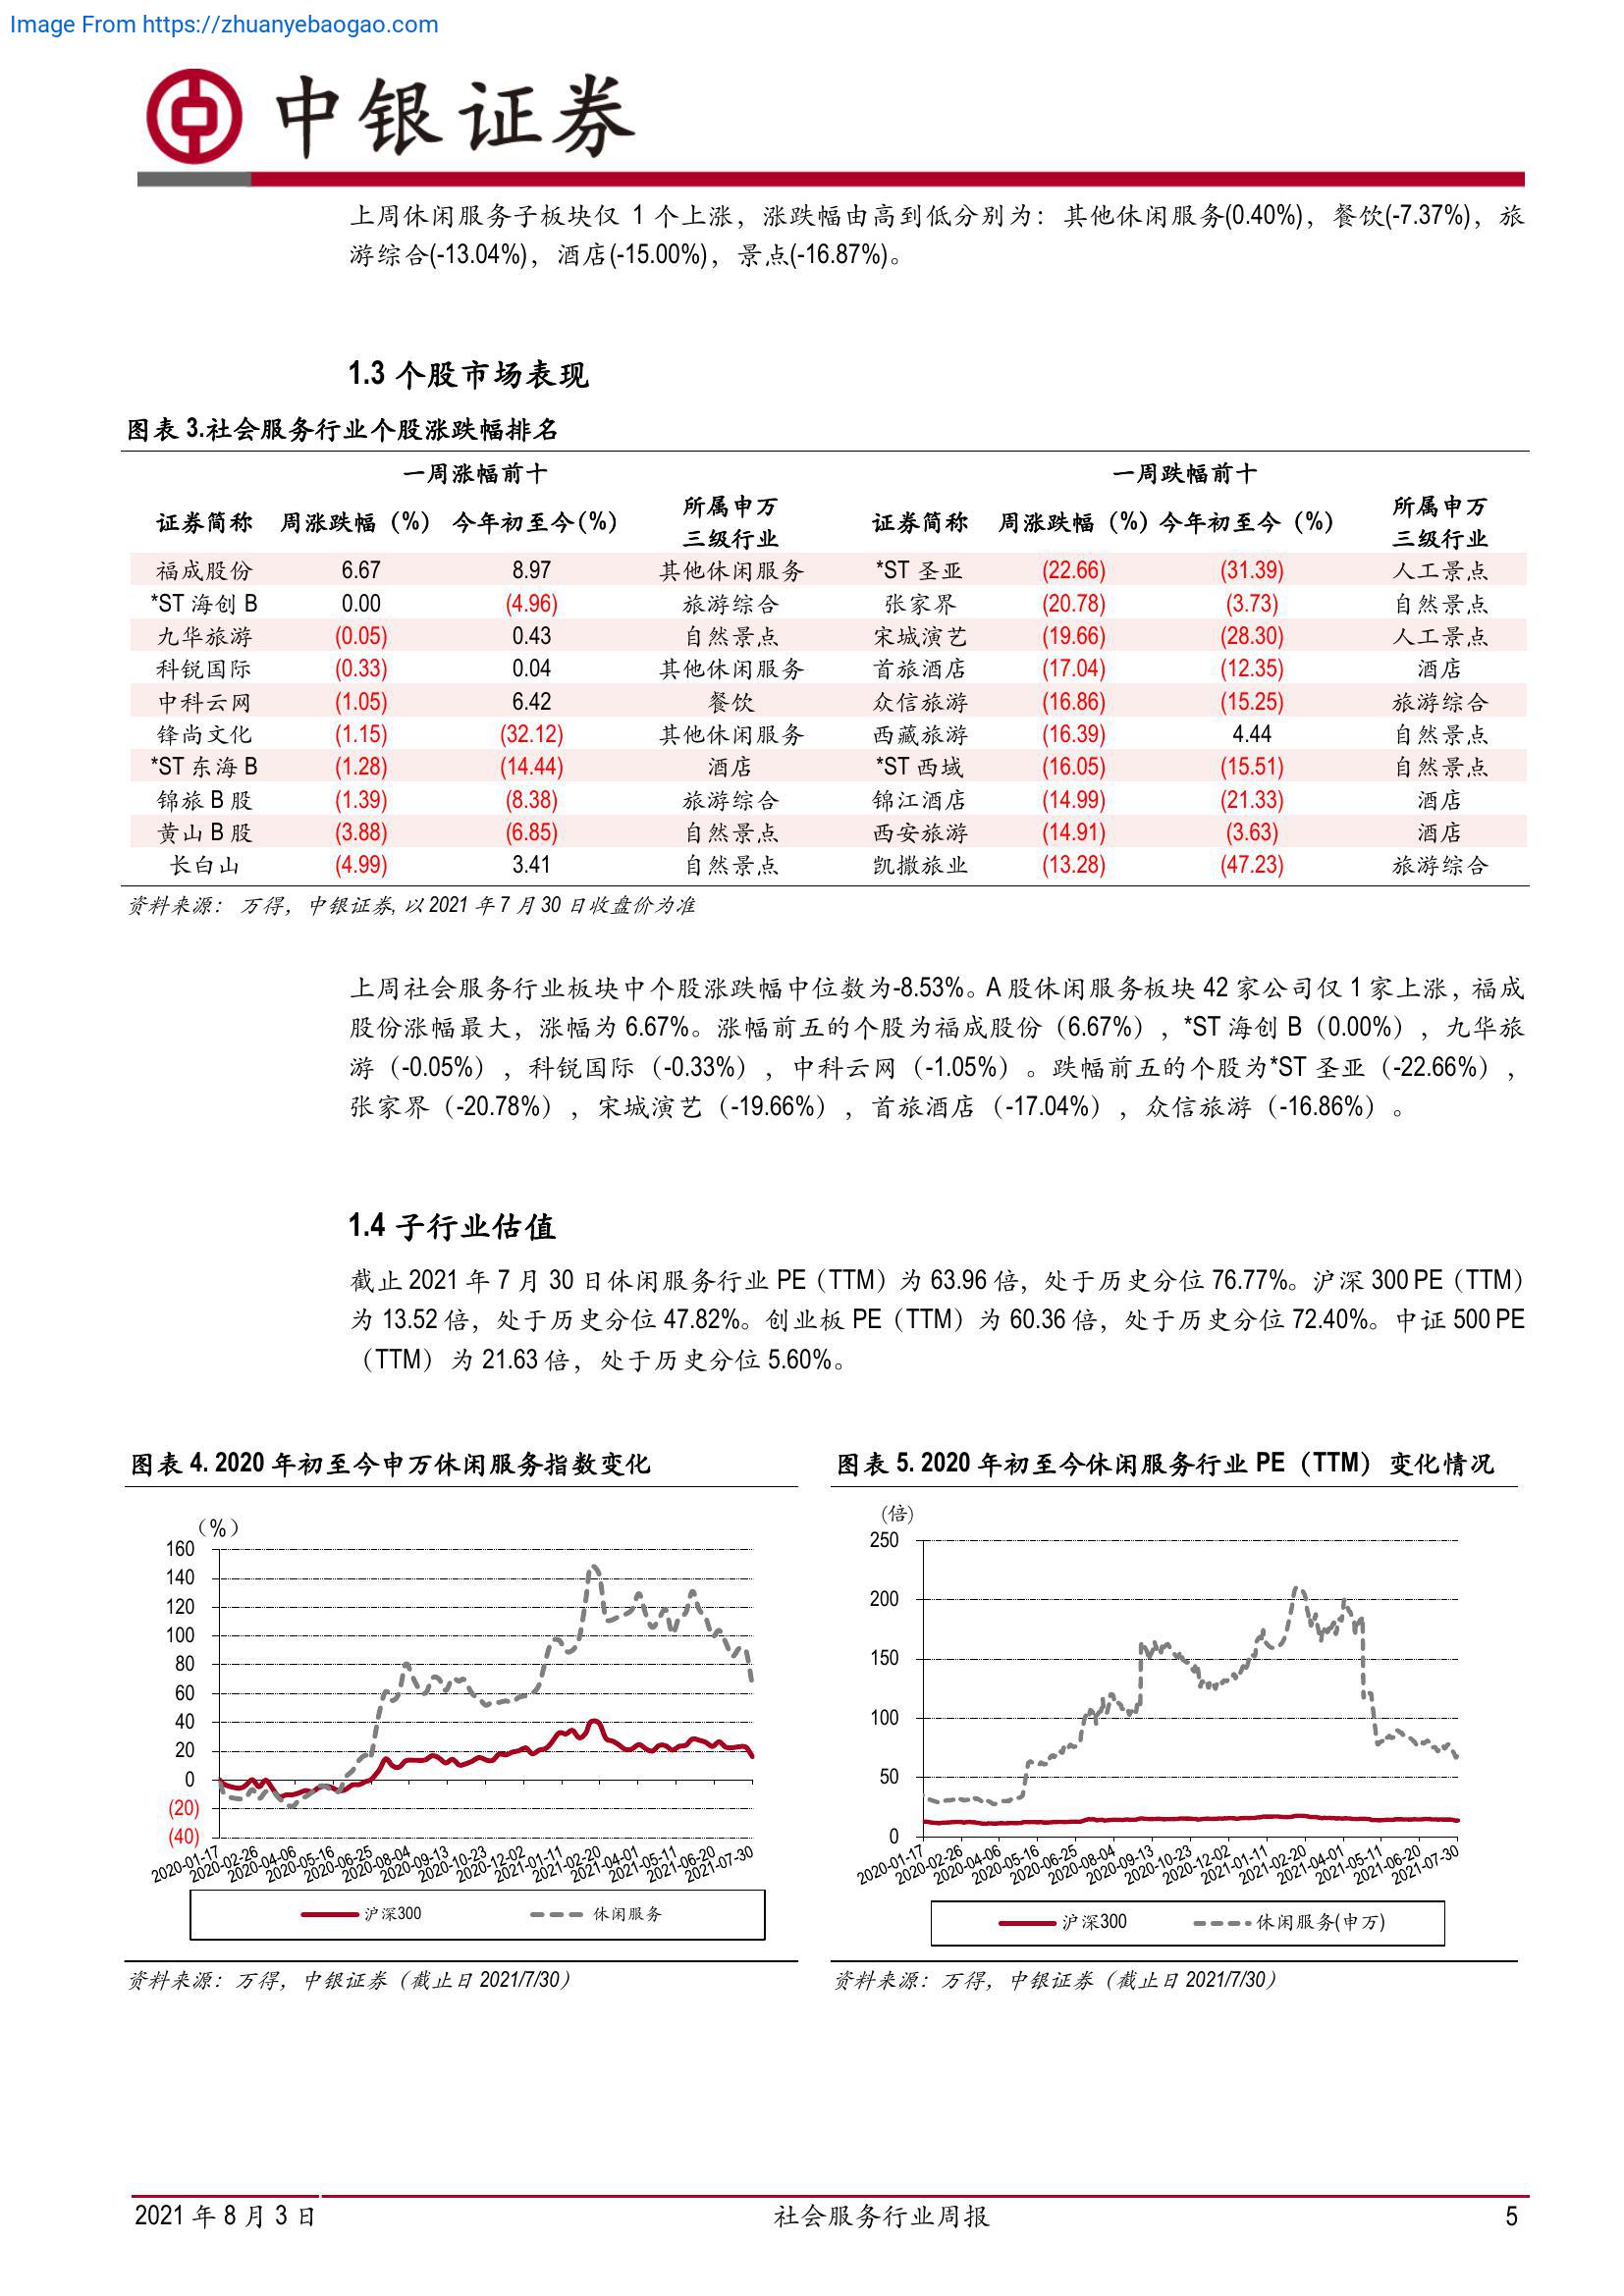 Image From https://zhuanyebaogao.com
中银证券
上周休闲服务子板块仅 1 个上涨，涨跌幅由高到低分别为：其他休闲服务(0.40%)，餐饮(-7.37%)，旅
游综合(-13.04%)，酒店(-15.00%)，景点(-16.87%)。
1.3 个股市场表现
图表 3.社会服务行业个股涨跌幅排名
一周涨幅前十 一周跌幅前十
证券简称 周涨跌幅（%） 今年初至今(%) 所属申万三级行业 证券简称 周涨跌幅（%） 今年初至今（%） 所属申万三级行业
福成股份 6.67 8.97 其他休闲服务 *ST 圣亚 (22.66) (31.39) 人工景点
*ST 海创 B 0.00 (4.96) 旅游综合 张家界 (20.78) (3.73) 自然景点
九华旅游 (0.05) 0.43 自然景点 宋城演艺 (19.66) (28.30) 人工景点
科锐国际 (0.33) 0.04 其他休闲服务 首旅酒店 (17.04) (12.35) 酒店
中科云网 (1.05) 6.42 餐饮 众信旅游 (16.86) (15.25) 旅游综合
锋尚文化 (1.15) (32.12) 其他休闲服务 西藏旅游 (16.39) 4.44 自然景点
*ST 东海 B (1.28) (14.44) 酒店 *ST 西域 (16.05) (15.51) 自然景点
锦旅 B 股 (1.39) (8.38) 旅游综合 锦江酒店 (14.99) (21.33) 酒店
黄山 B 股 (3.88) (6.85) 自然景点 西安旅游 (14.91) (3.63) 酒店
长白山 (4.99) 3.41 自然景点 凯撒旅业 (13.28) (47.23) 旅游综合
资料来源： 万得，中银证券, 以 2021 年 7 月 30 日收盘价为准
上周社会服务行业板块中个股涨跌幅中位数为-8.53%。A 股休闲服务板块 42 家公司仅 1 家上涨，福成
股份涨幅最大，涨幅为 6.67%。涨幅前五的个股为福成股份（6.67%），*ST 海创 B（0.00%），九华旅
游（-0.05%），科锐国际（-0.33%），中科云网（-1.05%）。跌幅前五的个股为*ST 圣亚（-22.66%），
张家界（-20.78%），宋城演艺（-19.66%），首旅酒店（-17.04%），众信旅游（-16.86%）。
1.4 子行业估值
截止 2021 年 7 月 30 日休闲服务行业 PE（TTM）为 63.96 倍，处于历史分位 76.77%。沪深 300 PE（TTM）
为 13.52 倍，处于历史分位 47.82%。创业板 PE（TTM）为 60.36 倍，处于历史分位 72.40%。中证 500 PE
（TTM）为 21.63 倍，处于历史分位 5.60%。
图表 4. 2020 年初至今申万休闲服务指数变化
（%）
160
140
120
100
80
60
40
20
0
(20)
(40)
2020-01-17 2020-02-26 2020-04-06 2020-05-16 2020-06-25 2020-08-04 2020-09-13 2020-10-23 2020-12-02 2021-01-11 2021-02-20 2021-04-01 2021-05-11 2021-06-20 2021-07-30
沪深300 休闲服务
资料来源：万得，中银证券（截止日 2021/7/30）
图表 5. 2020 年初至今休闲服务行业 PE（TTM）变化情况
(倍)
250
200
150
100
50
0
2020-01-17 2020-02-26 2020-04-06 2020-05-16 2020-06-25 2020-08-04 2020-09-13 2020-10-23 2020-12-02 2021-01-11 2021-02-20 2021-04-01 2021-05-11 2021-06-20 2021-07-30
沪深300 休闲服务(申万)
资料来源：万得，中银证券（截止日 2021/7/30）
2021 年 8 月 3 日 社会服务行业周报 5